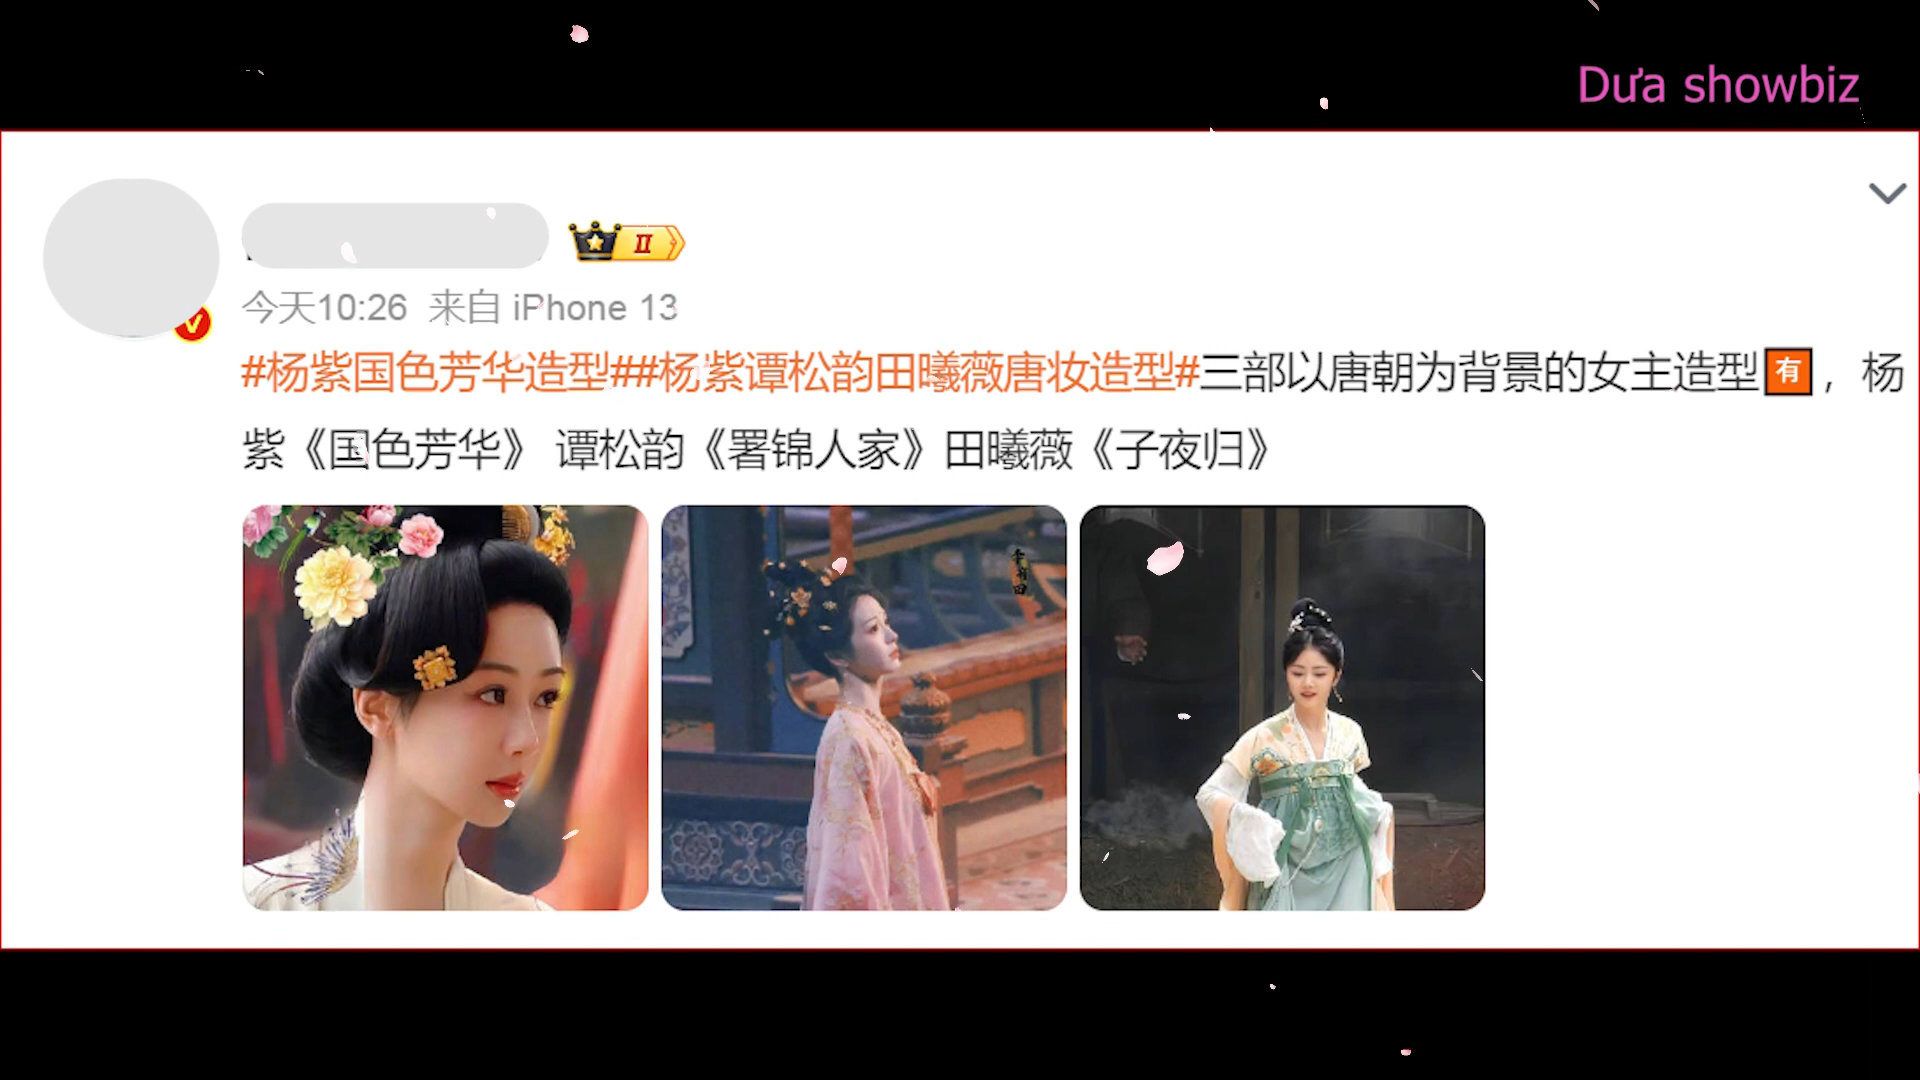 Dưa showbiz
II
今天10:26 来自 iPhone 13
#杨紫国色芳华造型##杨紫谭松韵田曦薇唐妆造型#三部以唐朝为背景的女主造型有，杨
紫《国色芳华》 谭松韵《署锦人家》田曦薇《子夜归》